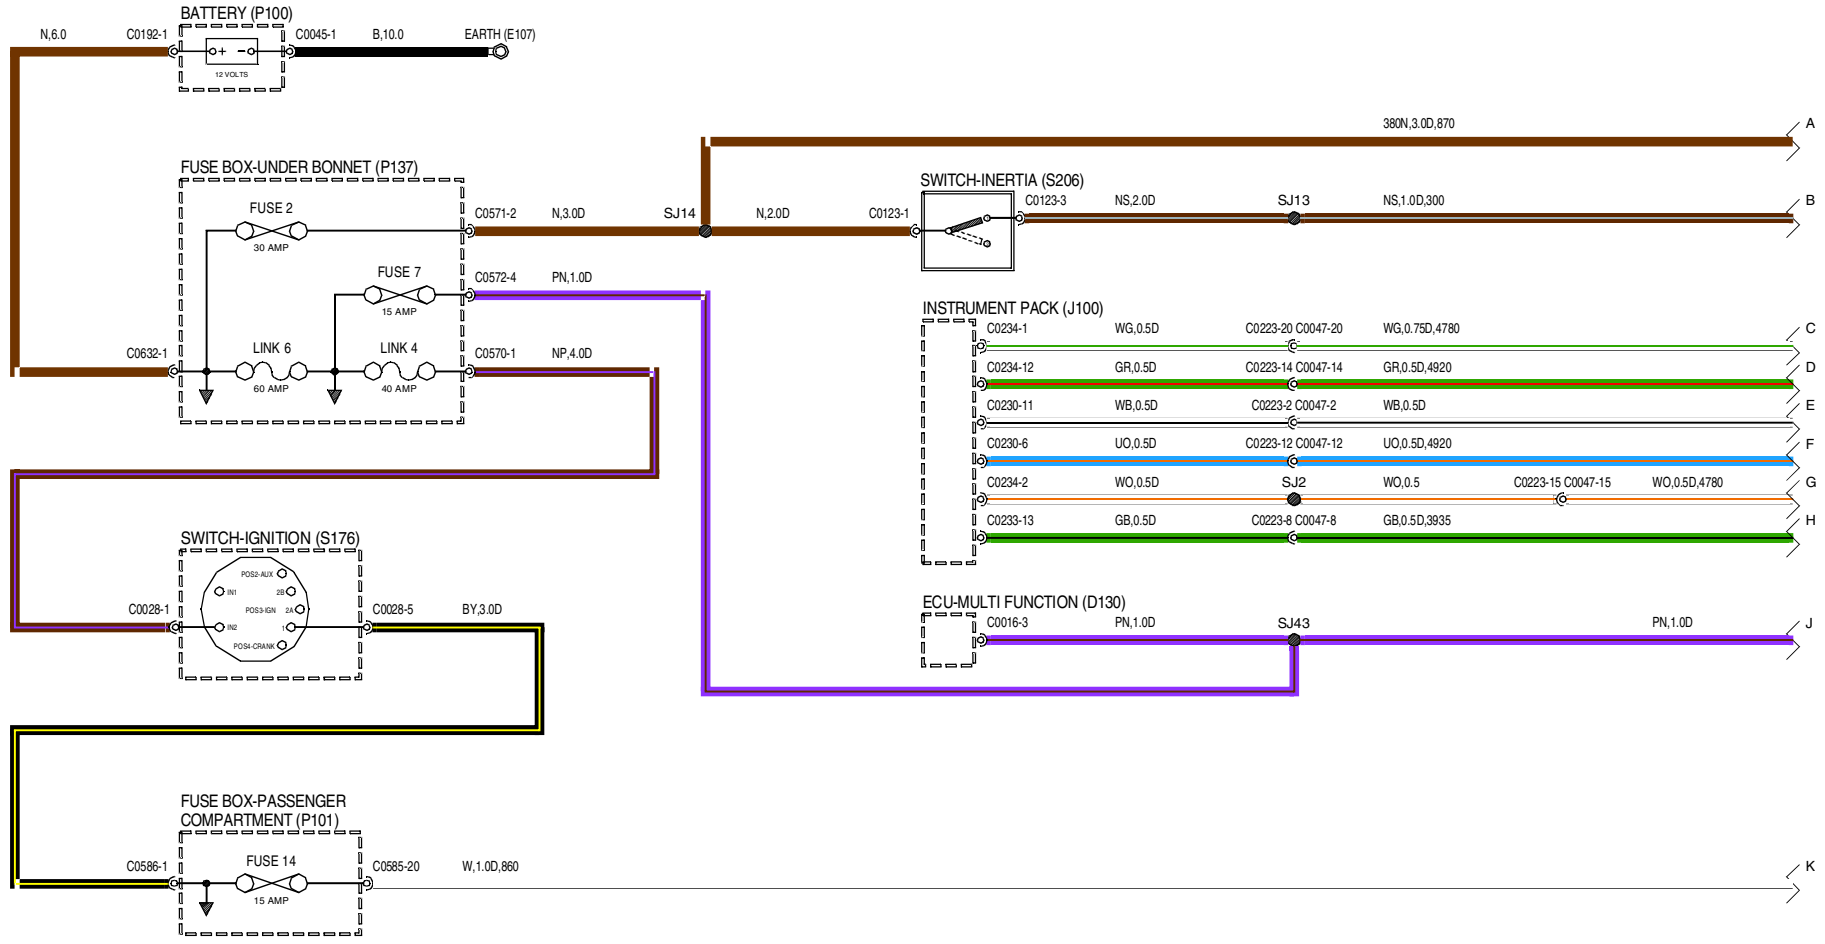 BATTERY (P100)
N,6.0
C0192-1
C0045-1
B,10.0
EARTH (E107)
+
-
12 VOLTS
380N,3.0D,870
A
FUSE BOX-UNDER BONNET (P137)
SWITCH-INERTIA (S206)
FUSE 2
30 AMP
C0571-2
N,3.0D
SJ14
N,2.0D
C0123-1
C0123-3
NS,2.0D
SJ13
NS,1.0D,300
B
FUSE 7
15 AMP
C0572-4
PN,1.0D
C0632-1
LINK 6
60 AMP
LINK 4
40 AMP
C0570-1
NP,4.0D
INSTRUMENT PACK (J100)
C0234-1
WG,0.5D
C0223-20 C0047-20
WG,0.75D,4780
C
C0234-12
GR,0.5D
C0223-14 C0047-14
GR,0.5D,4920
D
C0230-11
WB,0.5D
C0223-2 C0047-2
WB,0.5D
E
C0230-6
UO,0.5D
C0223-12 C0047-12
UO,0.5D,4920
F
C0234-2
WO,0.5D
SJ2
WO,0.5
C0223-15 C0047-15
WO,0.5D,4780
G
C0233-13
GB,0.5D
C0223-8 C0047-8
GB,0.5D,3935
H
SWITCH-IGNITION (S176)
POS2-AUX
IN1
2B
POS3-IGN
2A
IN2
1
POS4-CRANK
C0028-1
C0028-5
BY,3.0D
ECU-MULTI FUNCTION (D130)
C0016-3
PN,1.0D
SJ43
PN,1.0D
J
FUSE BOX-PASSENGER
COMPARTMENT (P101)
C0586-1
FUSE 14
15 AMP
C0585-20
W,1.0D,860
K